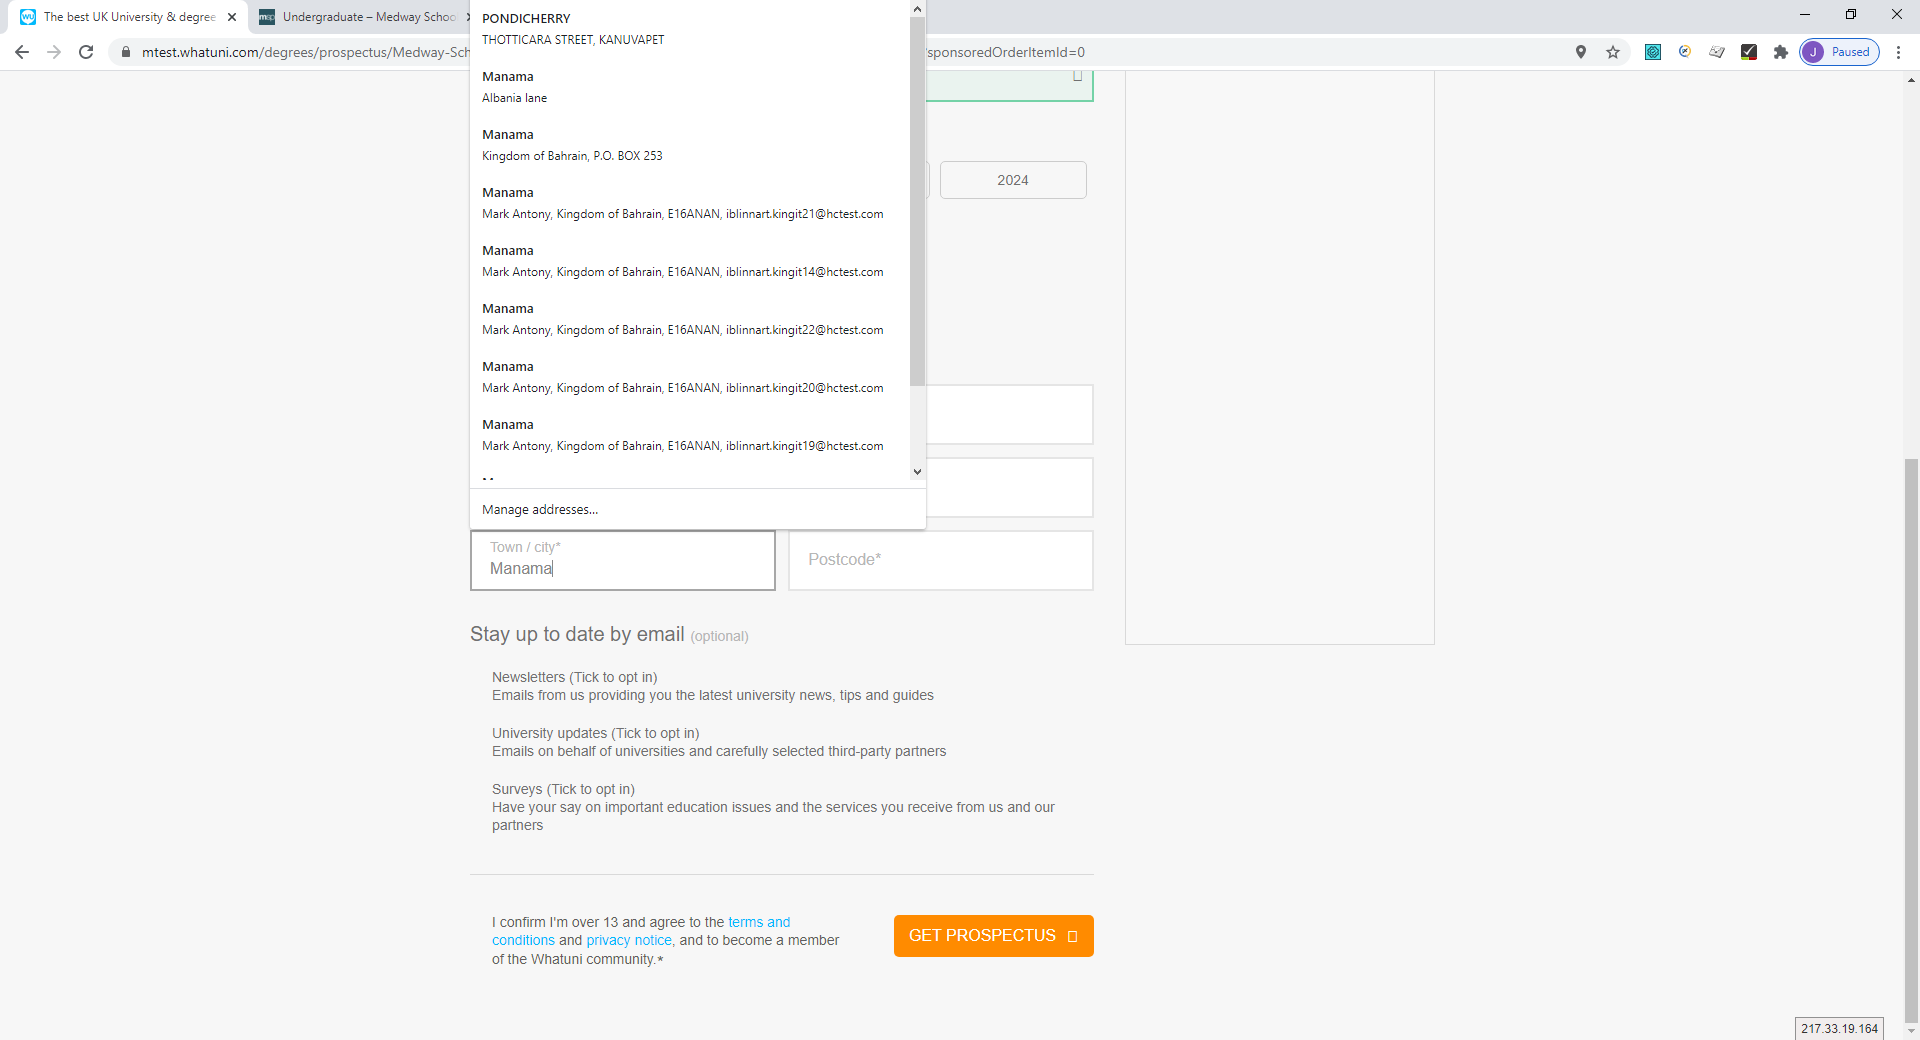 The best UK University & degree
Undergraduate – Medway Schoo
mtest.whatuni.com/degrees/prospectus/Medway-Sch
?sponsoredOrderItemId=0
J
Paused
PONDICHERRY
THOTTICARA STREET, KANUVAPET
Manama
Albania lane
Manama
Kingdom of Bahrain, P.O. BOX 253
Manama
Mark Antony, Kingdom of Bahrain, E16ANAN, iblinnart.kingit21@hctest.com
Manama
Mark Antony, Kingdom of Bahrain, E16ANAN, iblinnart.kingit14@hctest.com
Manama
Mark Antony, Kingdom of Bahrain, E16ANAN, iblinnart.kingit22@hctest.com
Manama
Mark Antony, Kingdom of Bahrain, E16ANAN, iblinnart.kingit20@hctest.com
Manama
Mark Antony, Kingdom of Bahrain, E16ANAN, iblinnart.kingit19@hctest.com
Manage addresses...
2024
Town / city*
Manama
Postcode*
Stay up to date by email (optional)
Newsletters (Tick to opt in)
Emails from us providing you the latest university news, tips and guides
University updates (Tick to opt in)
Emails on behalf of universities and carefully selected third-party partners
Surveys (Tick to opt in)
Have your say on important education issues and the services you receive from us and our
partners
I confirm I'm over 13 and agree to the terms and
conditions and privacy notice, and to become a member
of the Whatuni community.*
GET PROSPECTUS
217.33.19.164